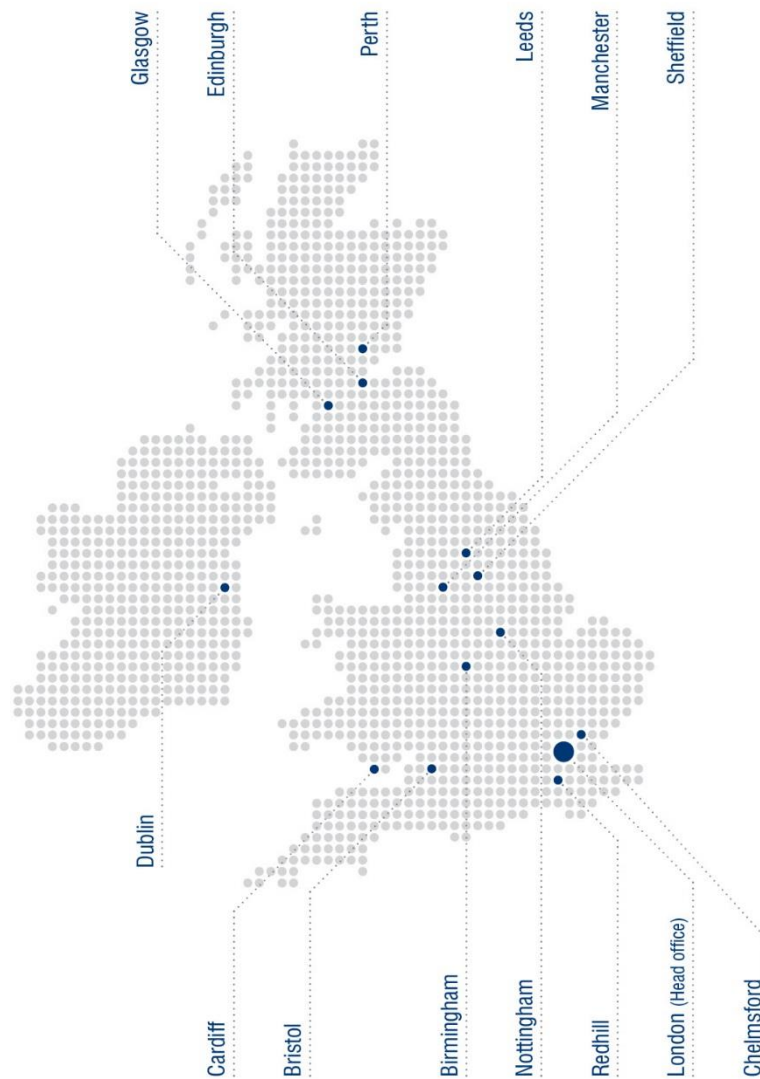 Glasgow
Edinburgh
Perth
Leeds
Manchester
Sheffield
Dublin
Cardiff
Bristol
Birmingham
Nottingham
Redhill
London (Head office)
Chelmsford